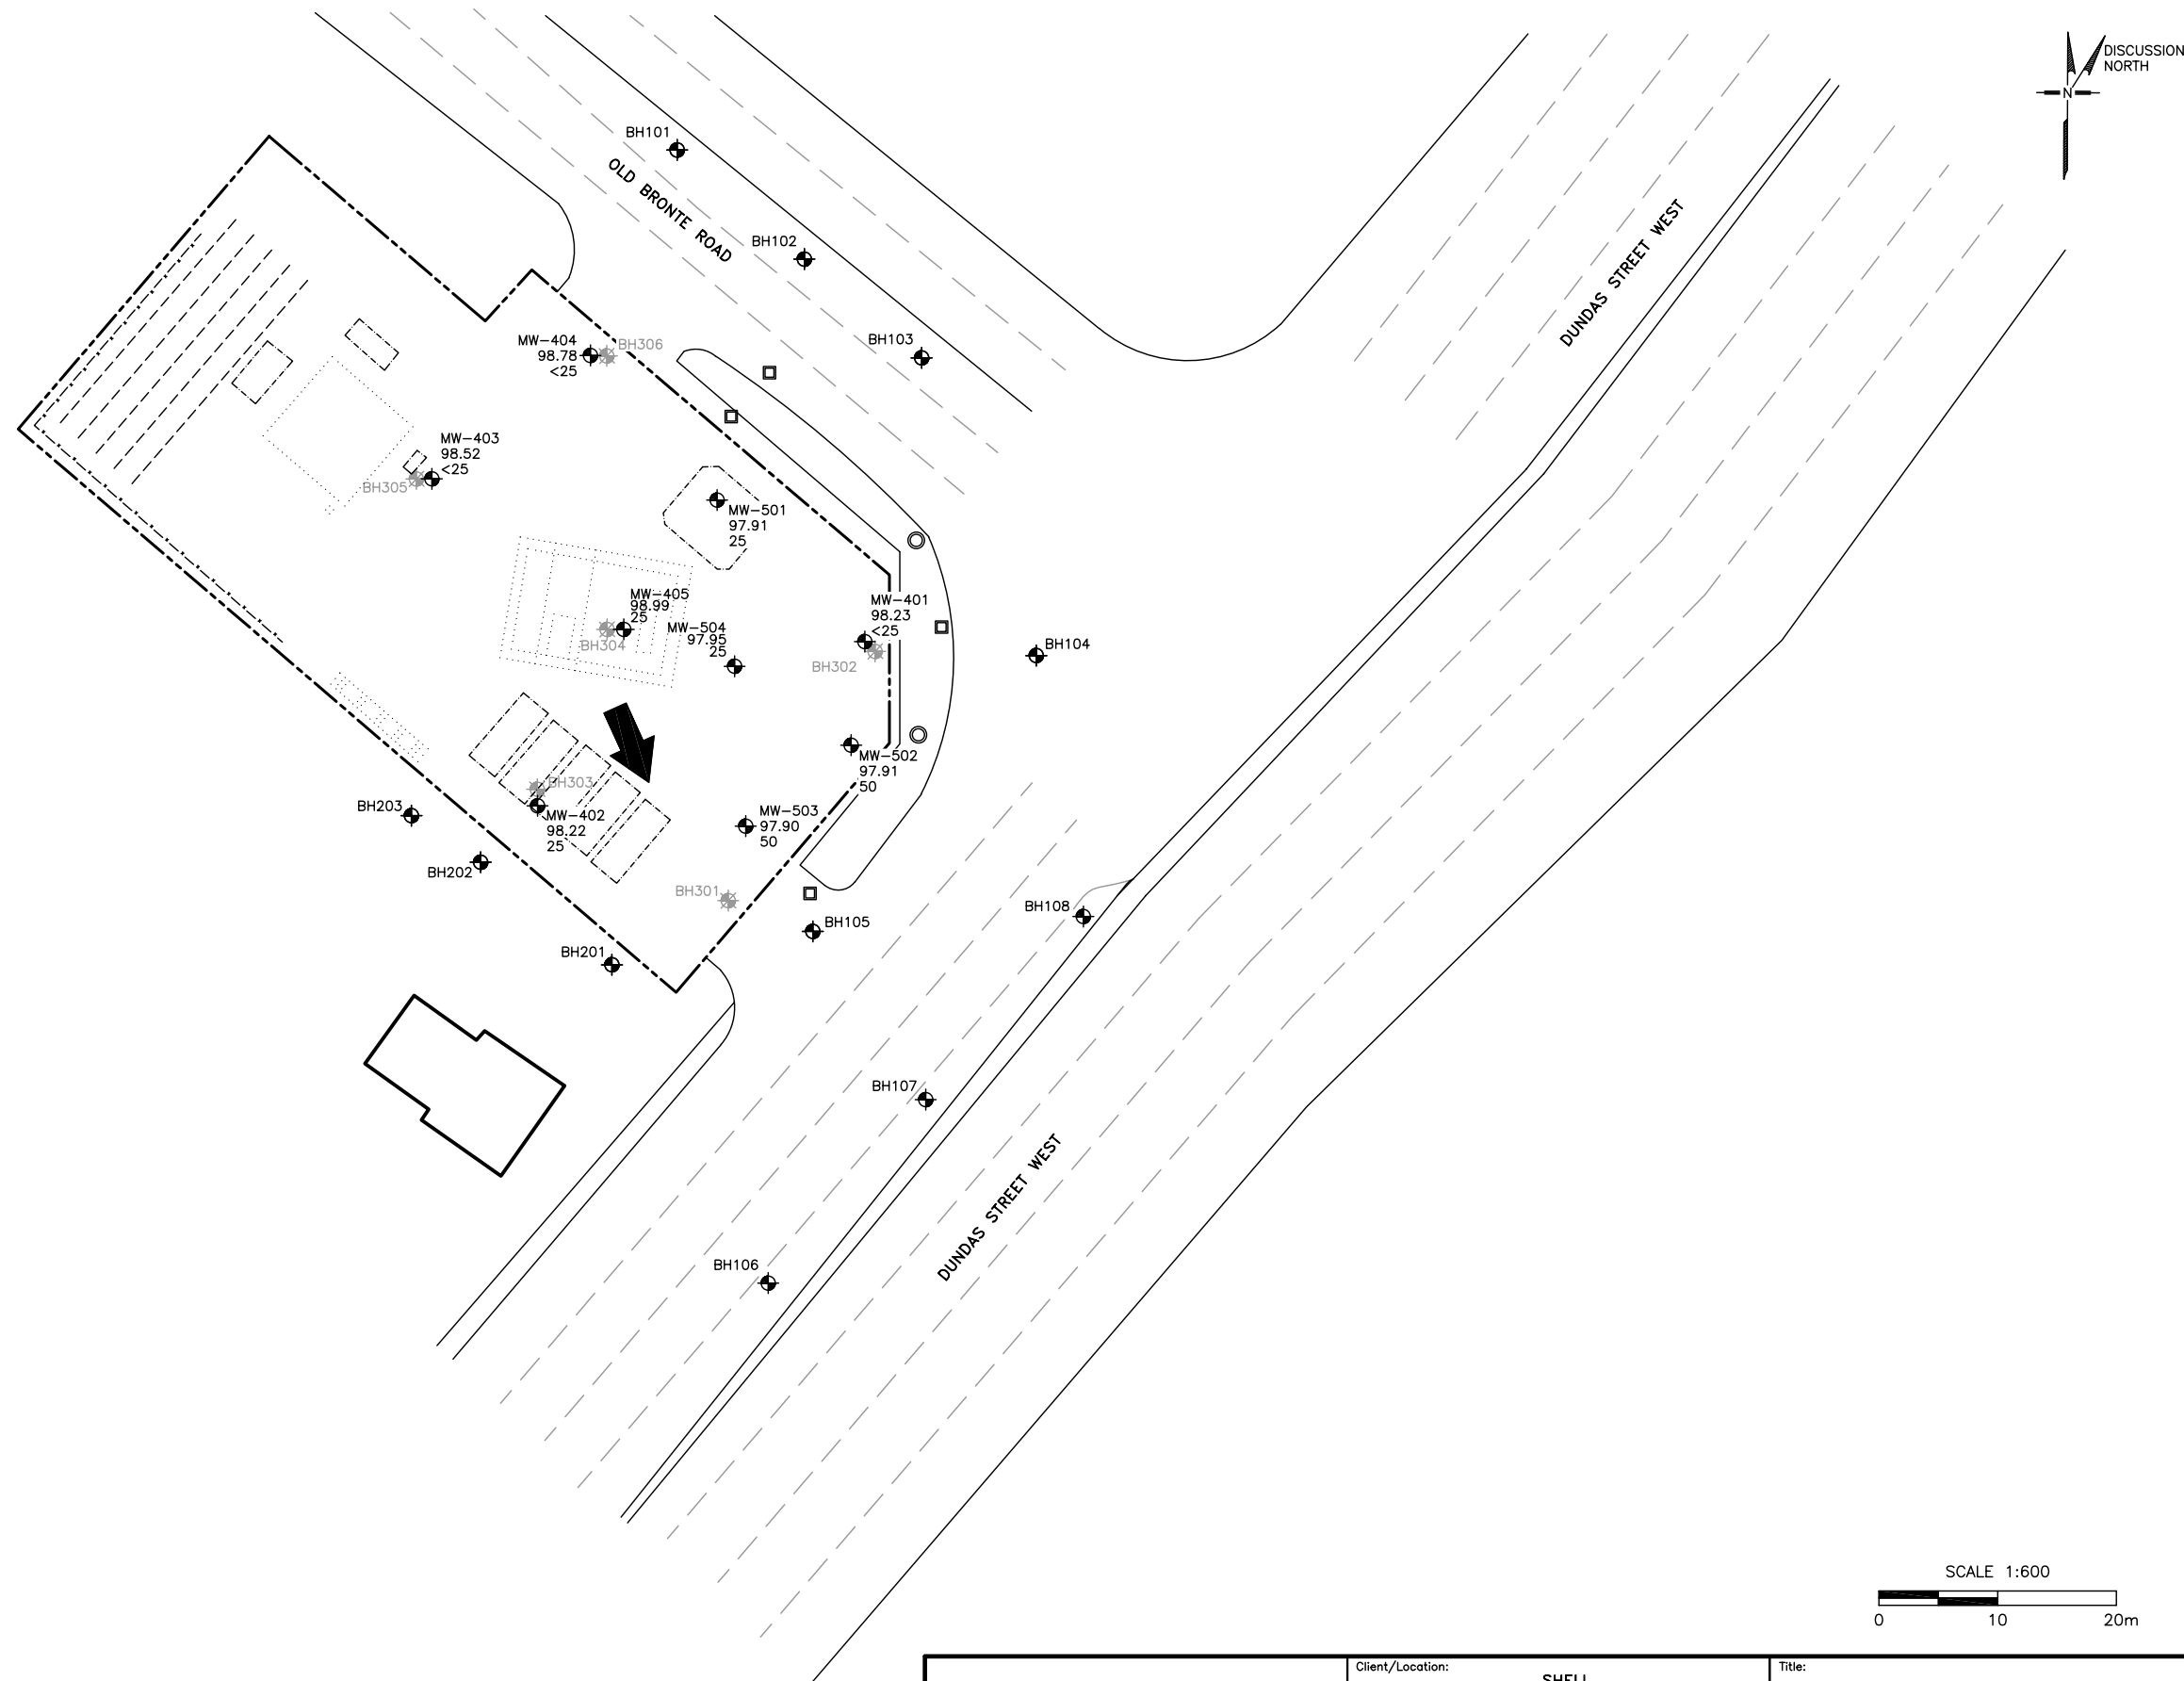 DISCUSSION
NORTH
N
BH101
OLD BRONTE ROAD
BH102
DUNDAS STREET WEST
BH103
MW-404
98.78
<25
BH306
MW-403
98.52
<25
BH305
MW-501
97.91
25
MW-405
98.99
25
BH304
MW-504
97.95
25
MW-401
98.23
<25
BH302
BH104
MW-502
97.91
50
BH303
MW-402
98.22
25
BH203
BH202
MW-503
97.90
50
BH301
BH105
BH108
BH201
BH107
DUNDAS STREET WEST
BH106
SCALE 1:600
0 10 20m
Client/Location:
SHELL
Title: